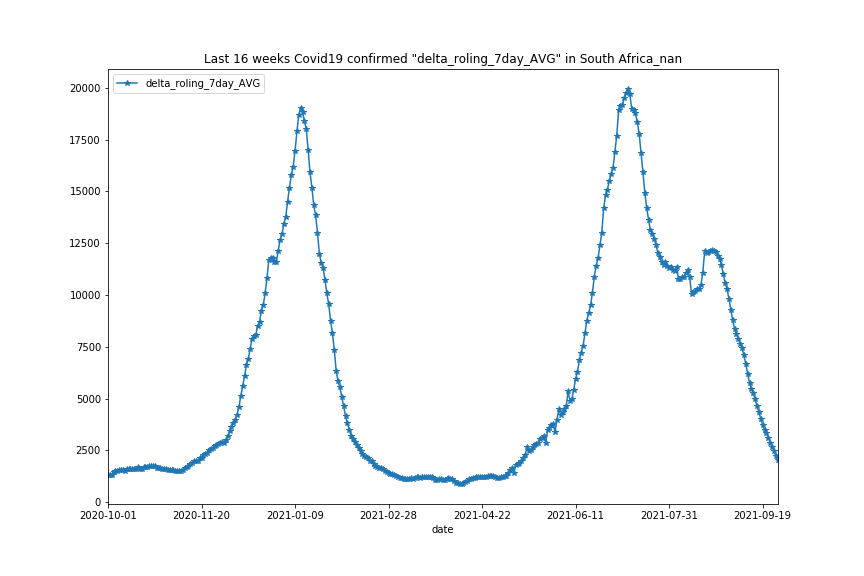 Last 16 weeks Covid19 confirmed "delta_roling_7day_AVG" in South Africa_nan
delta_roling_7day_AVG
20000
17500
15000
12500
10000
7500
5000
2500
0
2020-10-01 2020-11-20 2021-01-09 2021-02-28 2021-04-22 2021-06-11 2021-07-31 2021-09-19
date